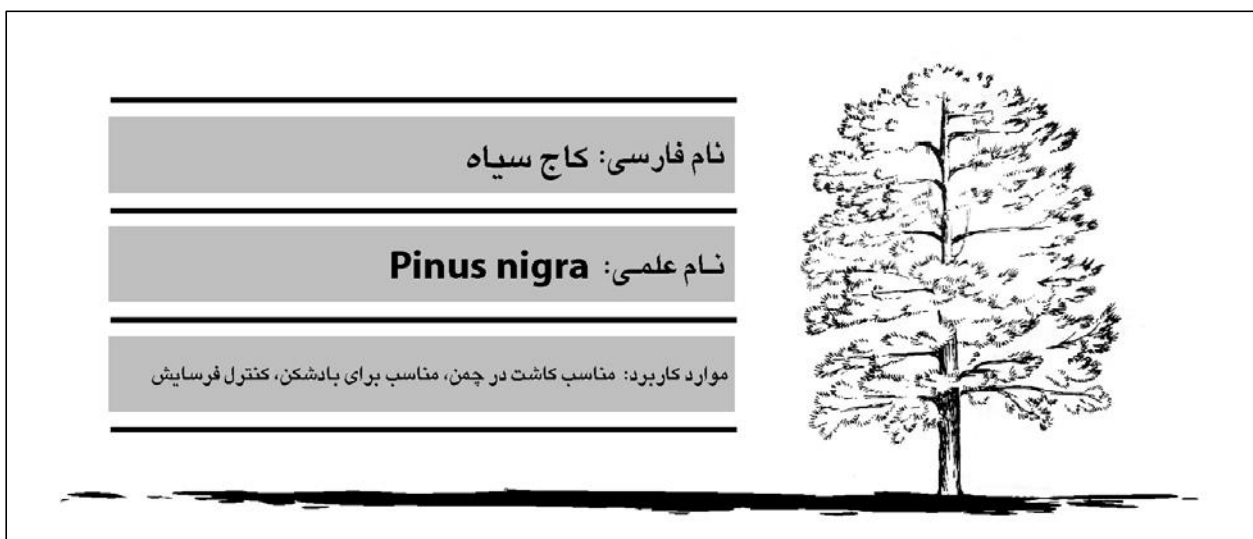 نام فارسی: کاج سیاه
نام علمی: Pinus nigra
موارد کاربرد: مناسب کاشت در چمن، مناسب برای بادشکن، کنترل فرسایش